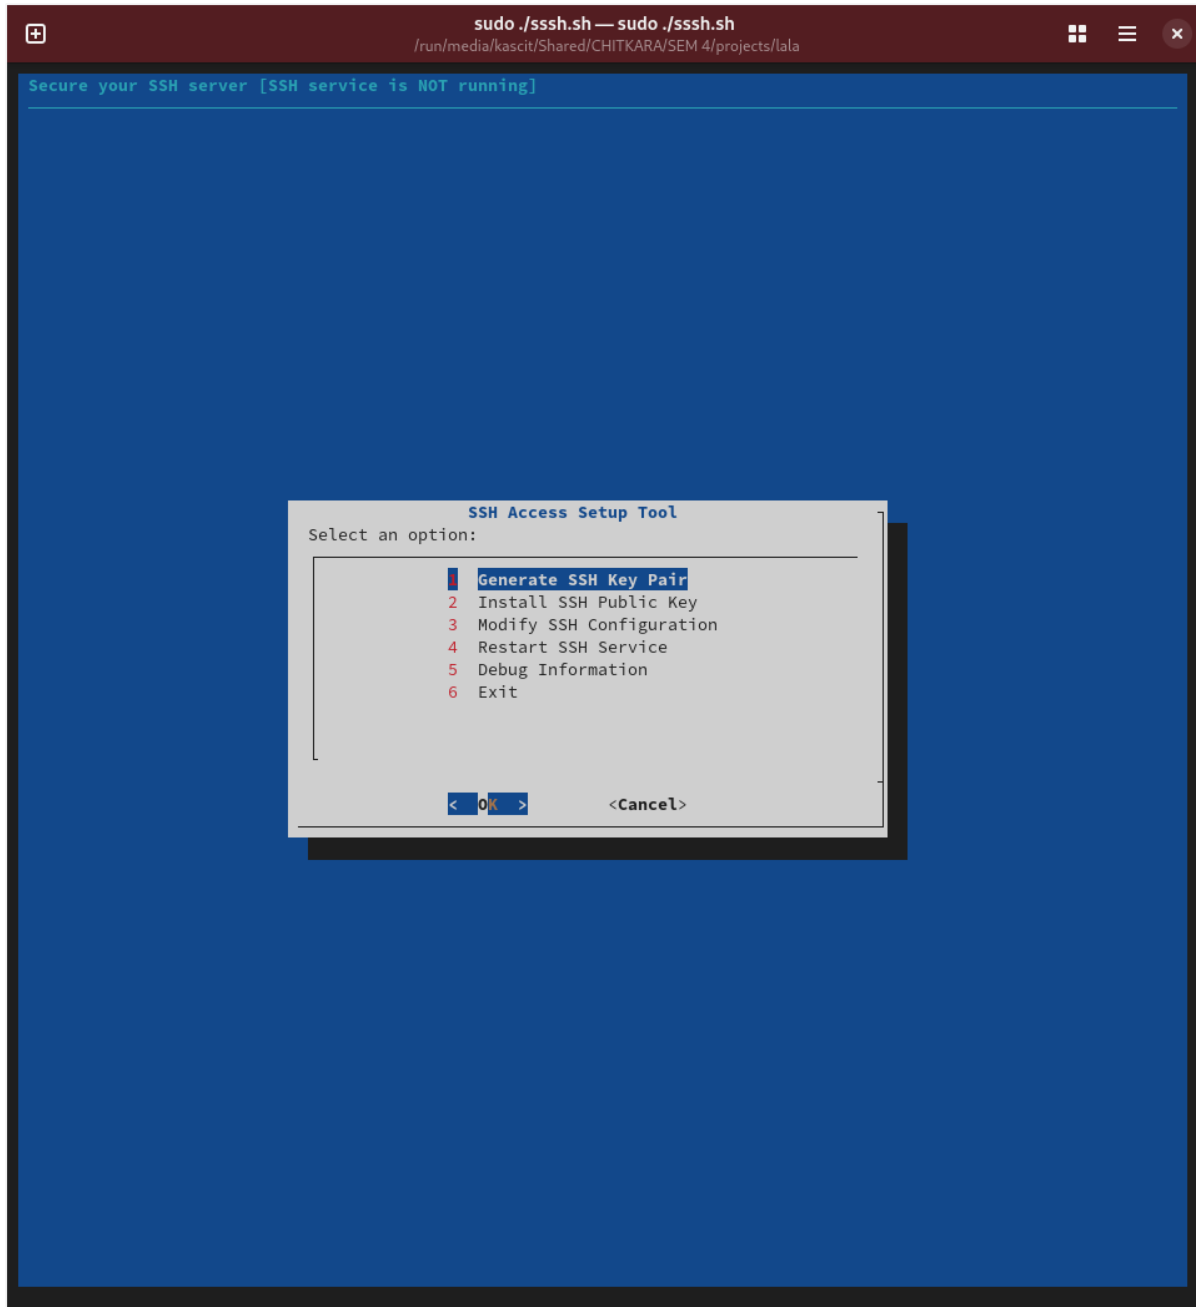 sudo ./sssh.sh — sudo ./sssh.sh
/run/media/kascit/Shared/CHITKARA/SEM 4/projects/lala
Secure your SSH server [SSH service is NOT running]
SSH Access Setup Tool
Select an option:
1 Generate SSH Key Pair
2 Install SSH Public Key
3 Modify SSH Configuration
4 Restart SSH Service
5 Debug Information
6 Exit
< OK > <Cancel>